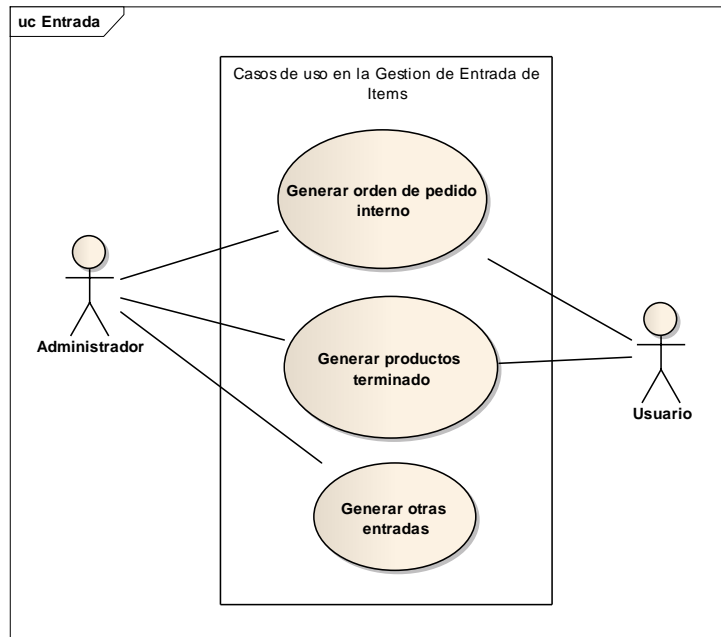 uc Entrada
Casos de uso en la Gestion de Entrada de
Items
Generar orden de pedido
interno
Administrador
Generar productos
terminado
Usuario
Generar otras
entradas